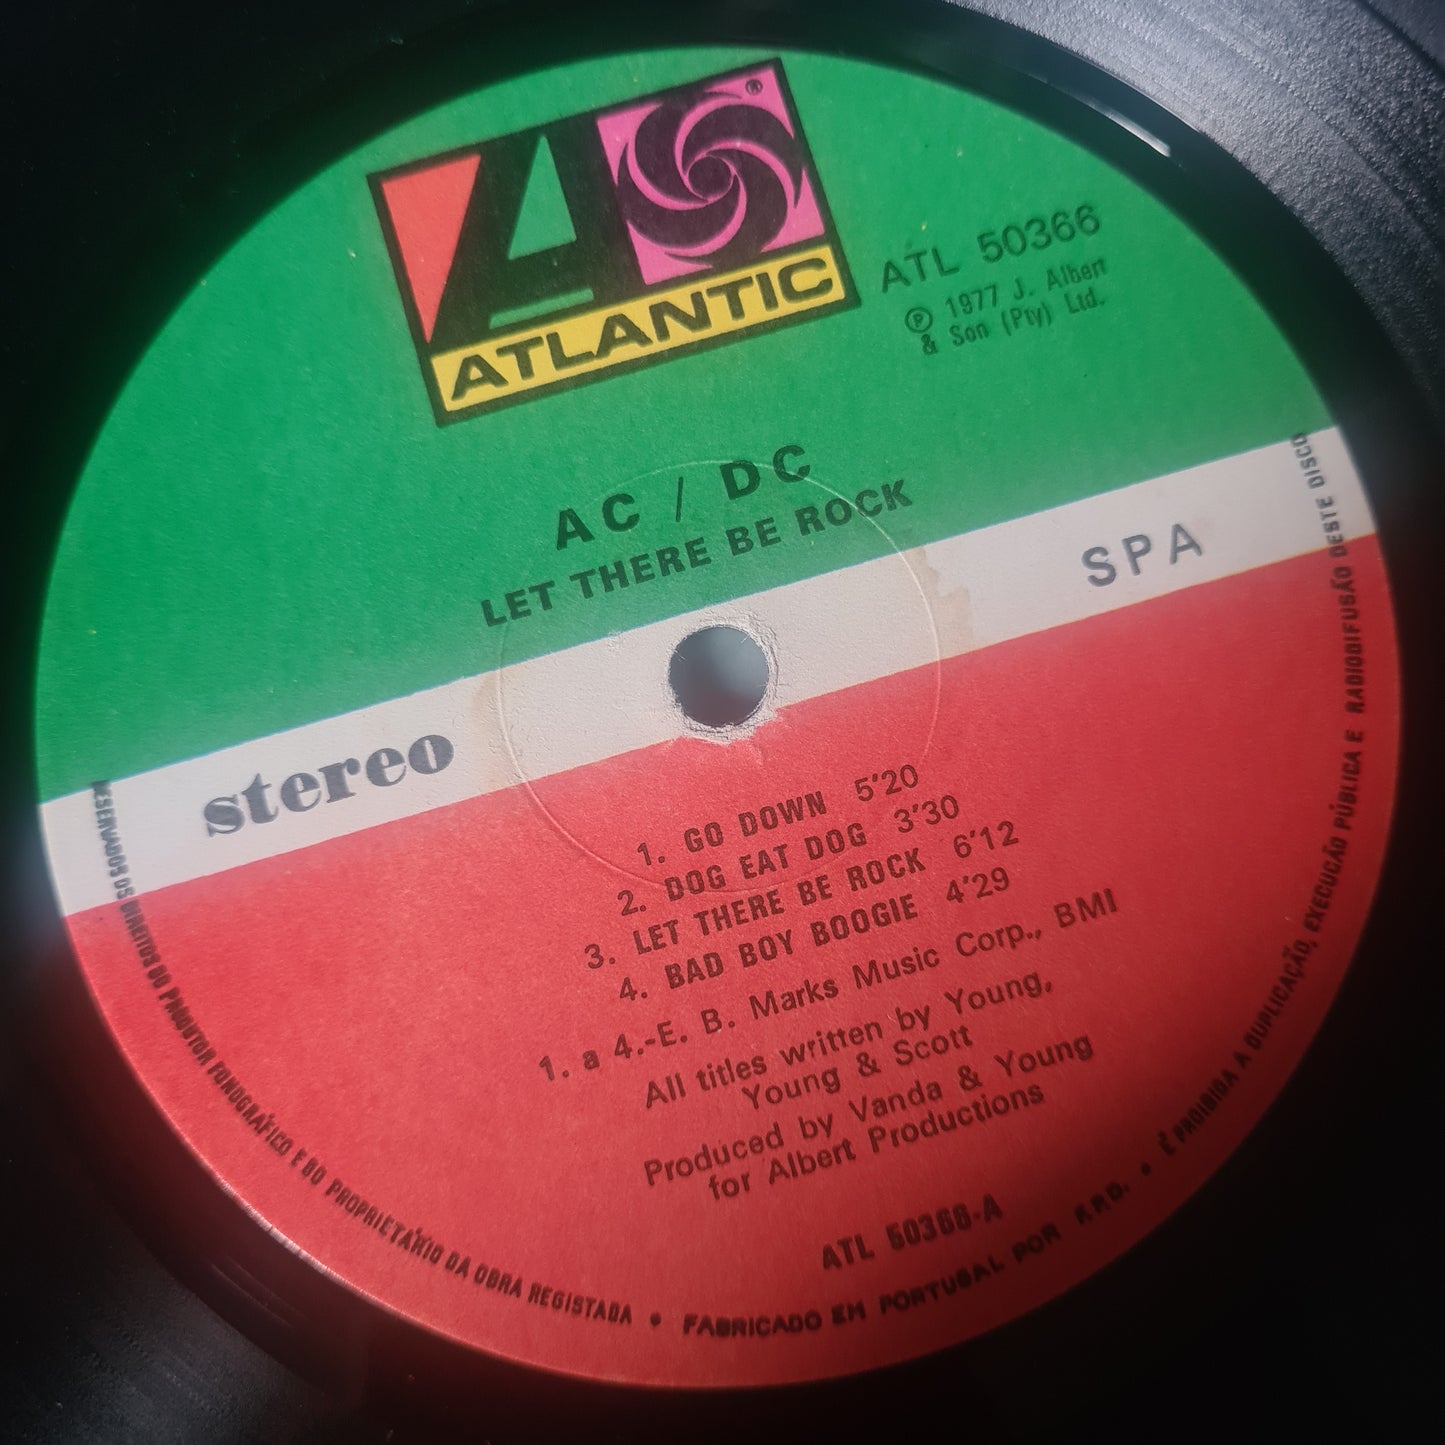 ATLANTIC
®
ATL 50366
℗ 1977 J. Albert
& Son (Pty) Ltd.
AC / DC
LET THERE BE ROCK
SPA
stereo
1. GO DOWN 5'20
2. DOG EAT DOG 3'30
3. LET THERE BE ROCK 6'12
4. BAD BOY BOOGIE 4'29
1. a 4.-E. B. Marks Music Corp., BMI
All titles written by Young,
Young & Scott
Produced by Vanda & Young
for Albert Productions
ATL 50366-A
RESERVADOS OS DIREITOS DO PRODUTOR FONOGRÁFICO E DO PROPRIETÁRIO DA OBRA REGISTADA • FABRICADO EM PORTUGAL POR F.R.D. • É PROIBIDA A DUPLICAÇÃO, EXECUÇÃO PÚBLICA E RADIODIFUSÃO DESTE DISCO